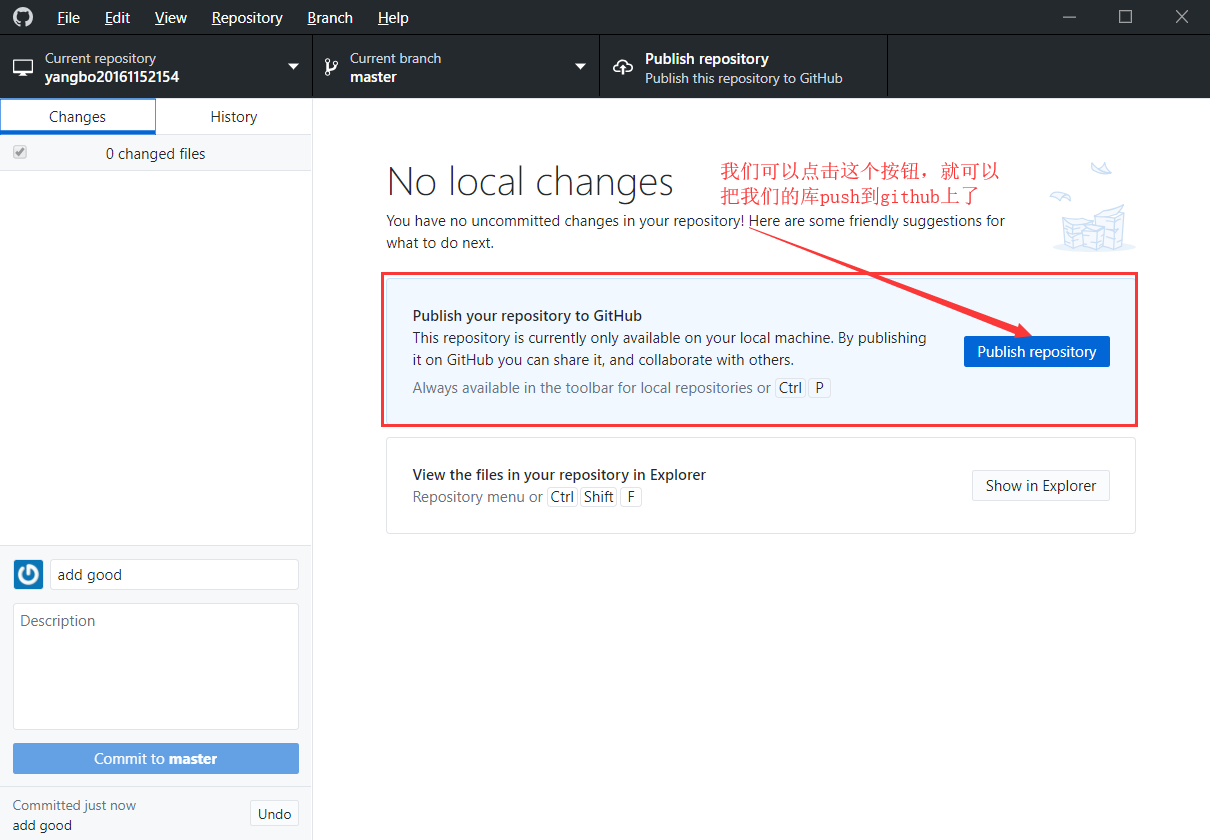 File Edit View Repository Branch Help
Current repository
yangbo20161152154
Current branch
master
Publish repository
Publish this repository to GitHub
Changes
History
0 changed files
No local changes
我们可以点击这个按钮，就可以
把我们的库push到github上了
You have no uncommitted changes in your repository! Here are some friendly suggestions for
what to do next.
Publish your repository to GitHub
This repository is currently only available on your local machine. By publishing
it on GitHub you can share it, and collaborate with others.
Always available in the toolbar for local repositories or Ctrl P
Publish repository
View the files in your repository in Explorer
Repository menu or Ctrl Shift F
Show in Explorer
add good
Description
Commit to master
Committed just now
add good
Undo